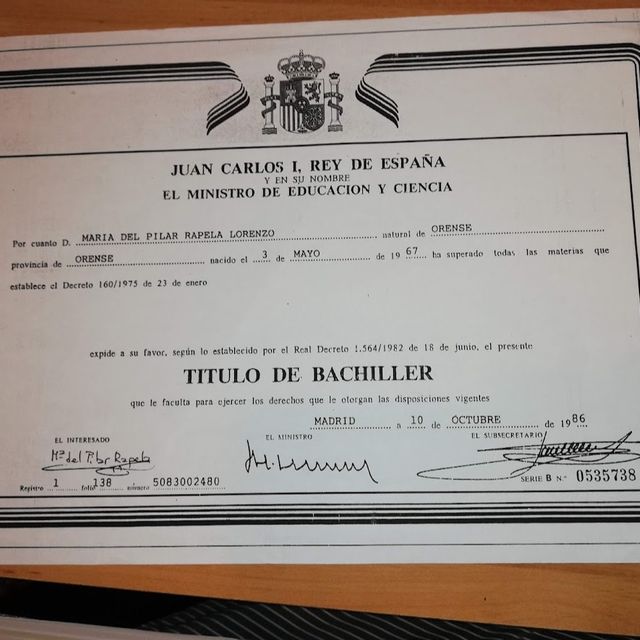 JUAN CARLOS I, REY DE ESPAÑA
Y EN SU NOMBRE
EL MINISTRO DE EDUCACION Y CIENCIA
Por cuanto D. MARIA DEL PILAR RAPELA LORENZO natural de ORENSE
provincia de ORENSE nacido el 3 de MAYO de 1967 ha superado todas las materias que
establece el Decreto 160/1975 de 23 de enero
expide a su favor, según lo establecido por el Real Decreto 1.564/1982 de 18 de junio, el presente
TITULO DE BACHILLER
que le faculta para ejercer los derechos que le otorgan las disposiciones vigentes
MADRID a 10 de OCTUBRE de 1986
EL INTERESADO EL MINISTRO EL SUBSECRETARIO
Mª del Pilar Rapela
Registro 1 folio 138 número 5083002480 SERIE B N.º 0535738